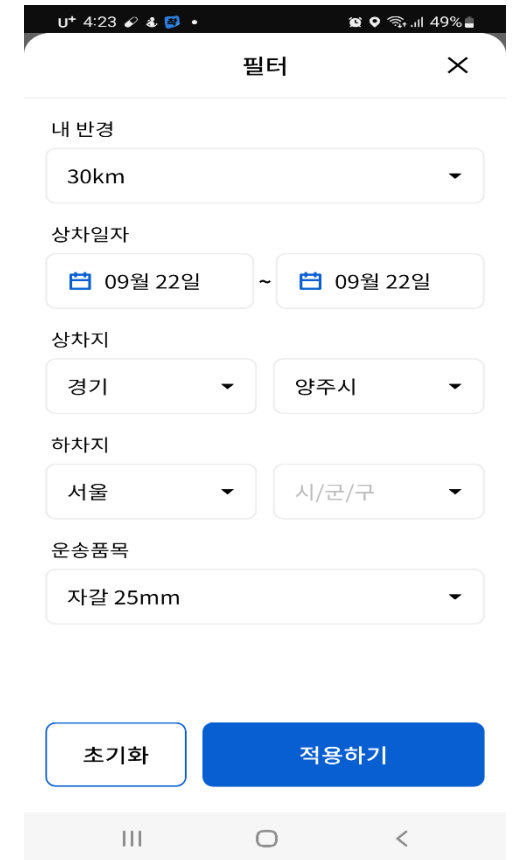 U+ 4:23 49%
필터
내 반경
30km
상차일자
09월 22일 ~ 09월 22일
상차지
경기 양주시
하차지
서울 시/군/구
운송품목
자갈 25mm
초기화 적용하기